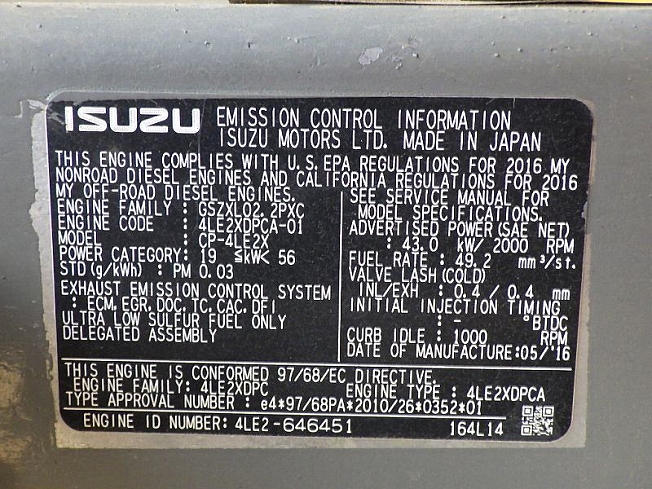 ISUZU EMISSION CONTROL INFORMATION
ISUZU MOTORS LTD. MADE IN JAPAN
THIS ENGINE COMPLIES WITH U.S. EPA REGULATIONS FOR 2016 MY
NONROAD DIESEL ENGINES AND CALIFORNIA REGULATIONS FOR 2016
MY OFF-ROAD DIESEL ENGINES.
ENGINE FAMILY : GSZXL02.2PXC
ENGINE CODE : 4LE2XDPCA-01
MODEL : CP-4LE2X
POWER CATEGORY: 19 ≤kW< 56
STD (g/kWh) : PM 0.03
EXHAUST EMISSION CONTROL SYSTEM
: ECM, EGR, DOC, TC, CAC, DFI
ULTRA LOW SULFUR FUEL ONLY
DELEGATED ASSEMBLY
SEE SERVICE MANUAL FOR
MODEL SPECIFICATIONS.
ADVERTISED POWER (SAE NET)
: 43.0 kW/ 2000 RPM
FUEL RATE : 49.2 mm³/st.
VALVE LASH (COLD)
INL/EXH : 0.4 / 0.4 mm
INITIAL INJECTION TIMING
: - °BTDC
CURB IDLE : 1000 RPM
DATE OF MANUFACTURE:05/'16
THIS ENGINE IS CONFORMED 97/68/EC DIRECTIVE
ENGINE FAMILY: 4LE2XDPC ENGINE TYPE: 4LE2XDPCA
TYPE APPROVAL NUMBER : e4*97/68PA*2010/26*0352*01
ENGINE ID NUMBER: 4LE2-646451 164L14